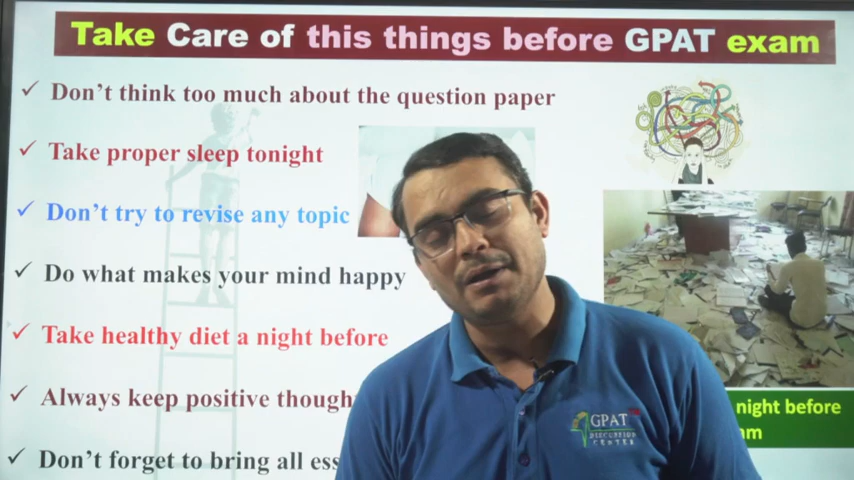 Take Care of this things before GPAT exam
✓ Don't think too much about the question paper
✓ Take proper sleep tonight
✓ Don't try to revise any topic
✓ Do what makes your mind happy
✓ Take healthy diet a night before
✓ Always keep positive though
✓ Don't forget to bring all ess
night before
GPAT
DISCUSSION
CENTER